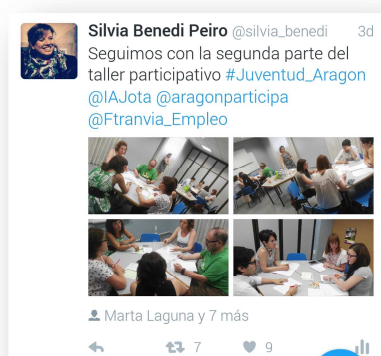 Silvia Benedi Peiro @silvia_benedi 3d
Seguimos con la segunda parte del
taller participativo #Juventud_Aragon
@IAJota @aragonparticipa
@Ftranvia_Empleo
Marta Laguna y 7 más
7 9